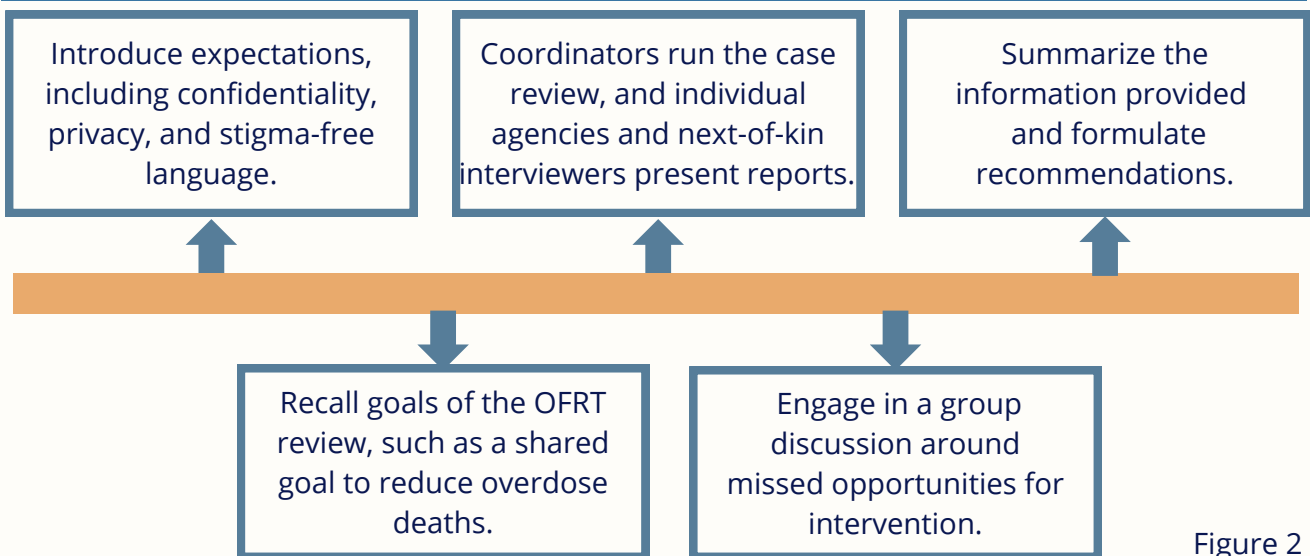 Introduce expectations,
including confidentiality,
privacy, and stigma-free
language.
Coordinators run the case
review, and individual
agencies and next-of-kin
interviewers present reports.
Summarize the
information provided
and formulate
recommendations.
Recall goals of the OFRT
review, such as a shared
goal to reduce overdose
deaths.
Engage in a group
discussion around
missed opportunities for
intervention.
Figure 2